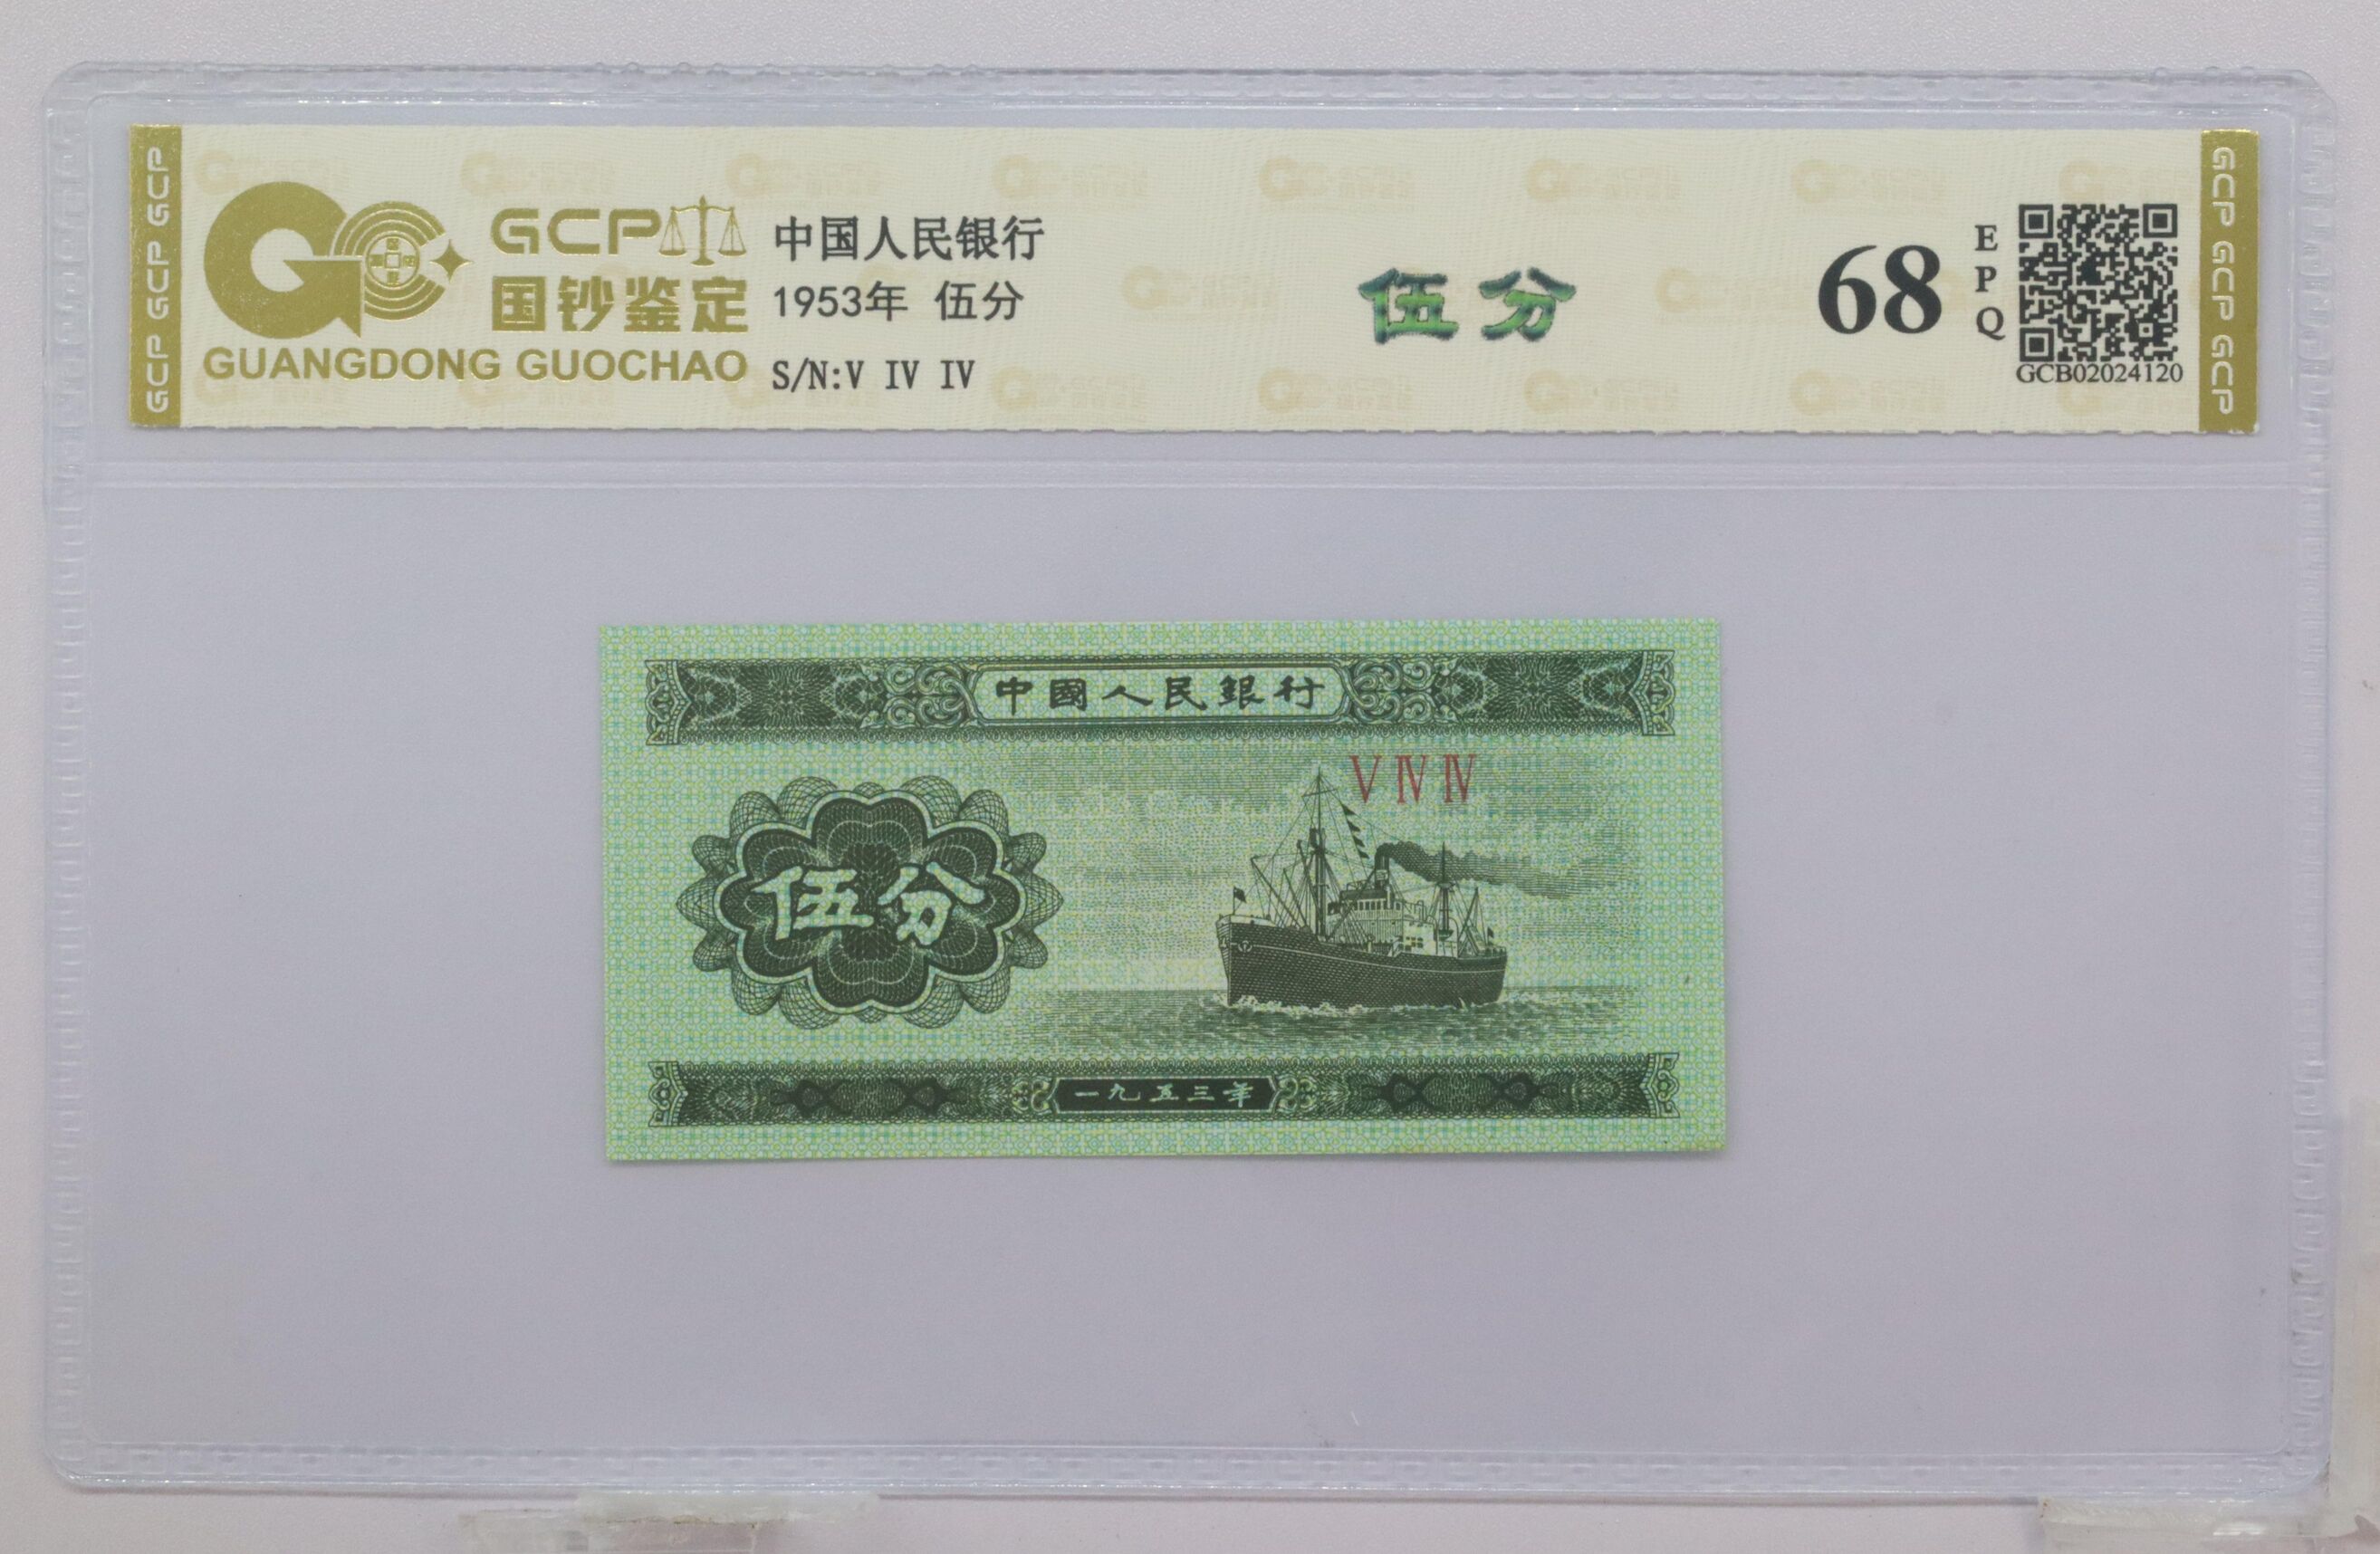 GCP GCP GCP
GCP
国钞鉴定
GUANGDONG GUOCHAO
中国人民银行
1953年 伍分
S/N:V IV IV
伍分
68
EPQ
GCB02024120
GCP GCP GCP
中國人民銀行
V IV IV
伍分
一九五三年